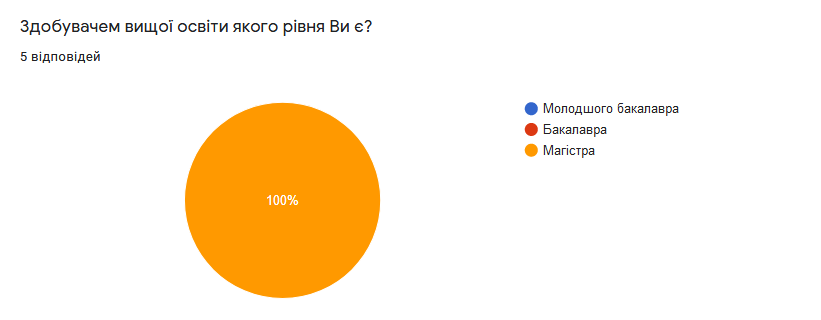 Здобувачем вищої освіти якого рівня Ви є?
5 відповідей
Молодшого бакалавра
Бакалавра
Магістра
100%